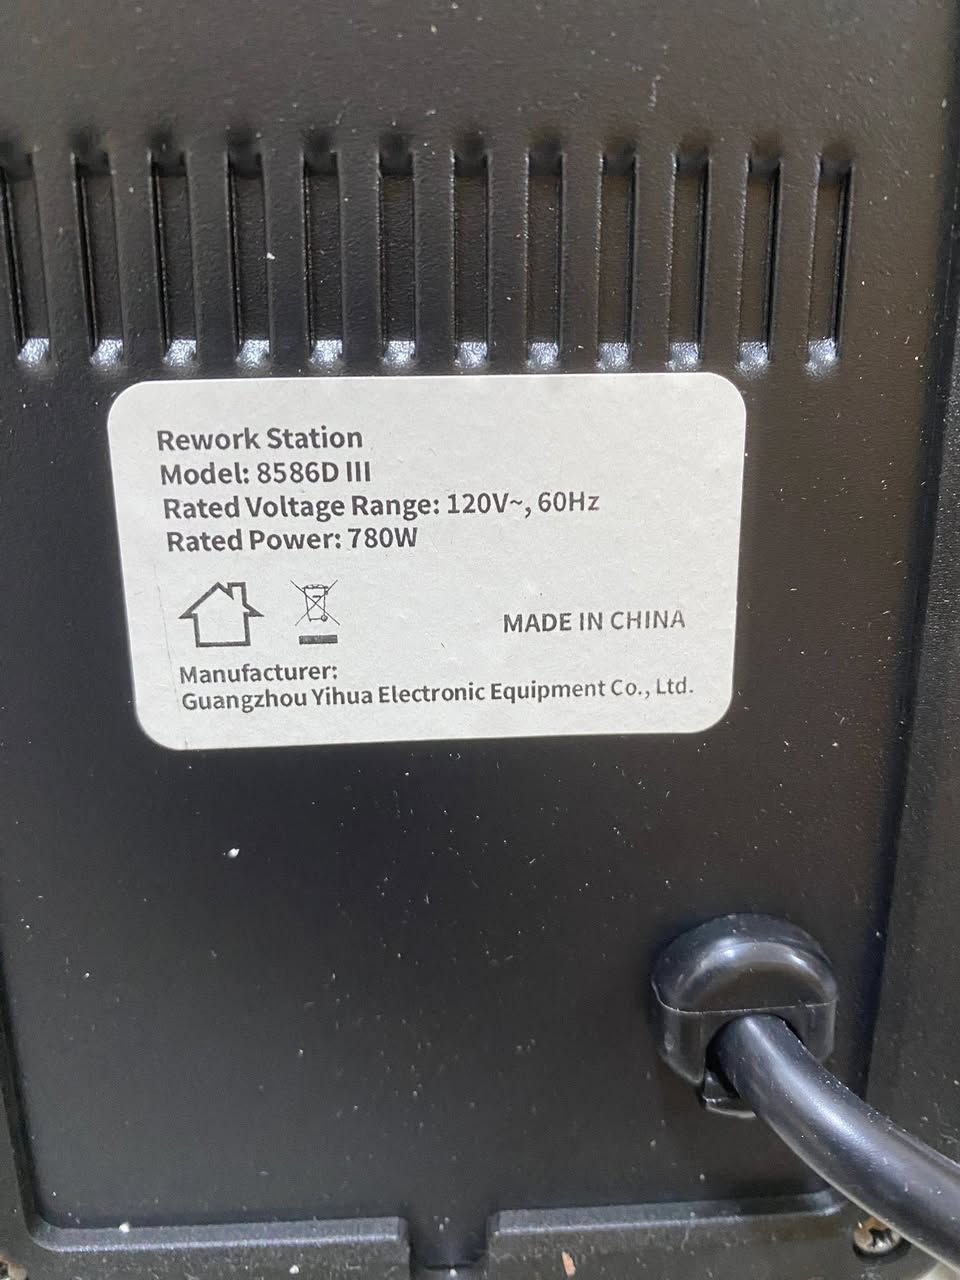 Rework Station
Model: 8586D III
Rated Voltage Range: 120V~, 60Hz
Rated Power: 780W
MADE IN CHINA
Manufacturer:
Guangzhou Yihua Electronic Equipment Co., Ltd.